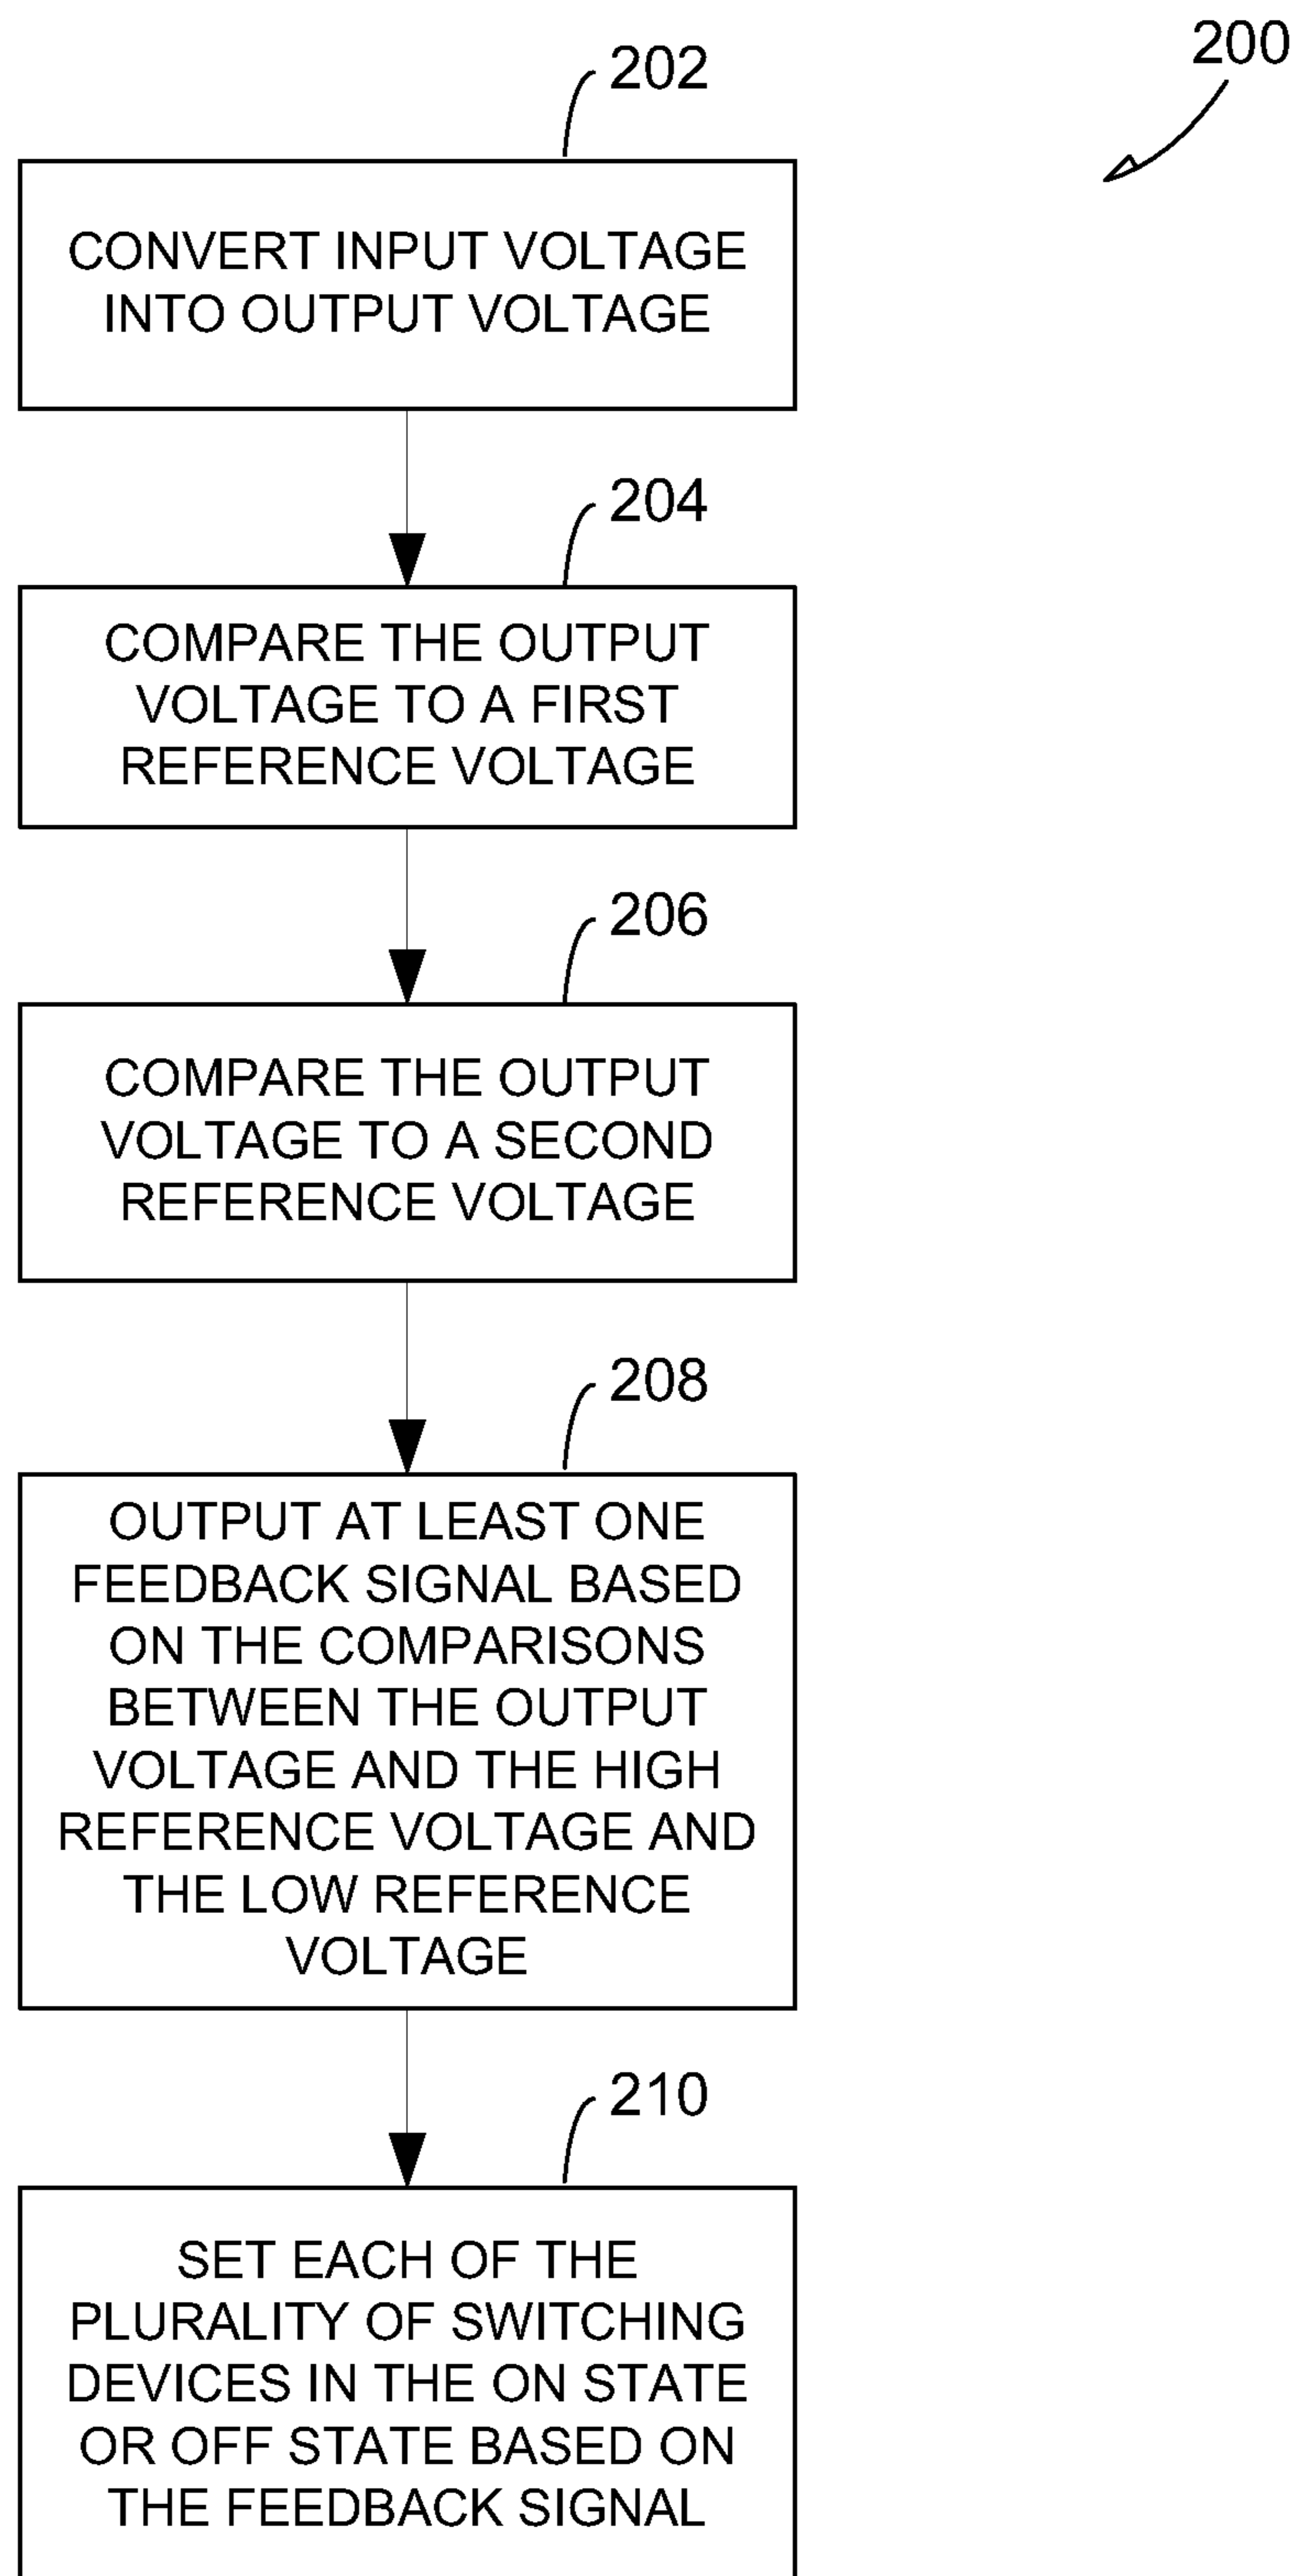 200
202
CONVERT INPUT VOLTAGE
INTO OUTPUT VOLTAGE
204
COMPARE THE OUTPUT
VOLTAGE TO A FIRST
REFERENCE VOLTAGE
206
COMPARE THE OUTPUT
VOLTAGE TO A SECOND
REFERENCE VOLTAGE
208
OUTPUT AT LEAST ONE
FEEDBACK SIGNAL BASED
ON THE COMPARISONS
BETWEEN THE OUTPUT
VOLTAGE AND THE HIGH
REFERENCE VOLTAGE AND
THE LOW REFERENCE
VOLTAGE
210
SET EACH OF THE
PLURALITY OF SWITCHING
DEVICES IN THE ON STATE
OR OFF STATE BASED ON
THE FEEDBACK SIGNAL